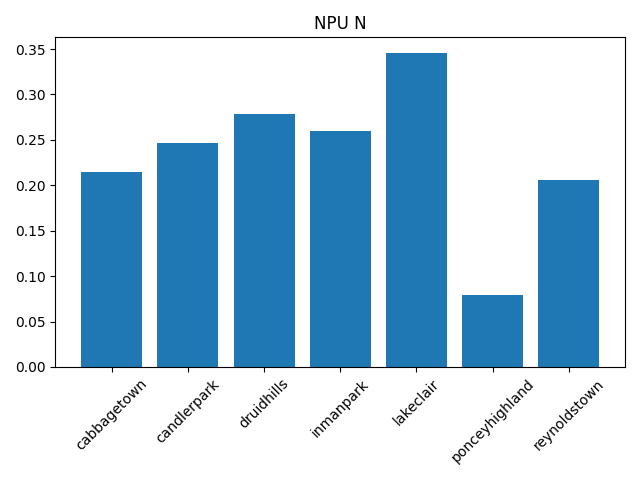 NPU N
0.35
0.30
0.25
0.20
0.15
0.10
0.05
0.00
cabbagetown
candlerpark
druidhills
inmanpark
lakeclair
ponceyhighland
reynoldstown